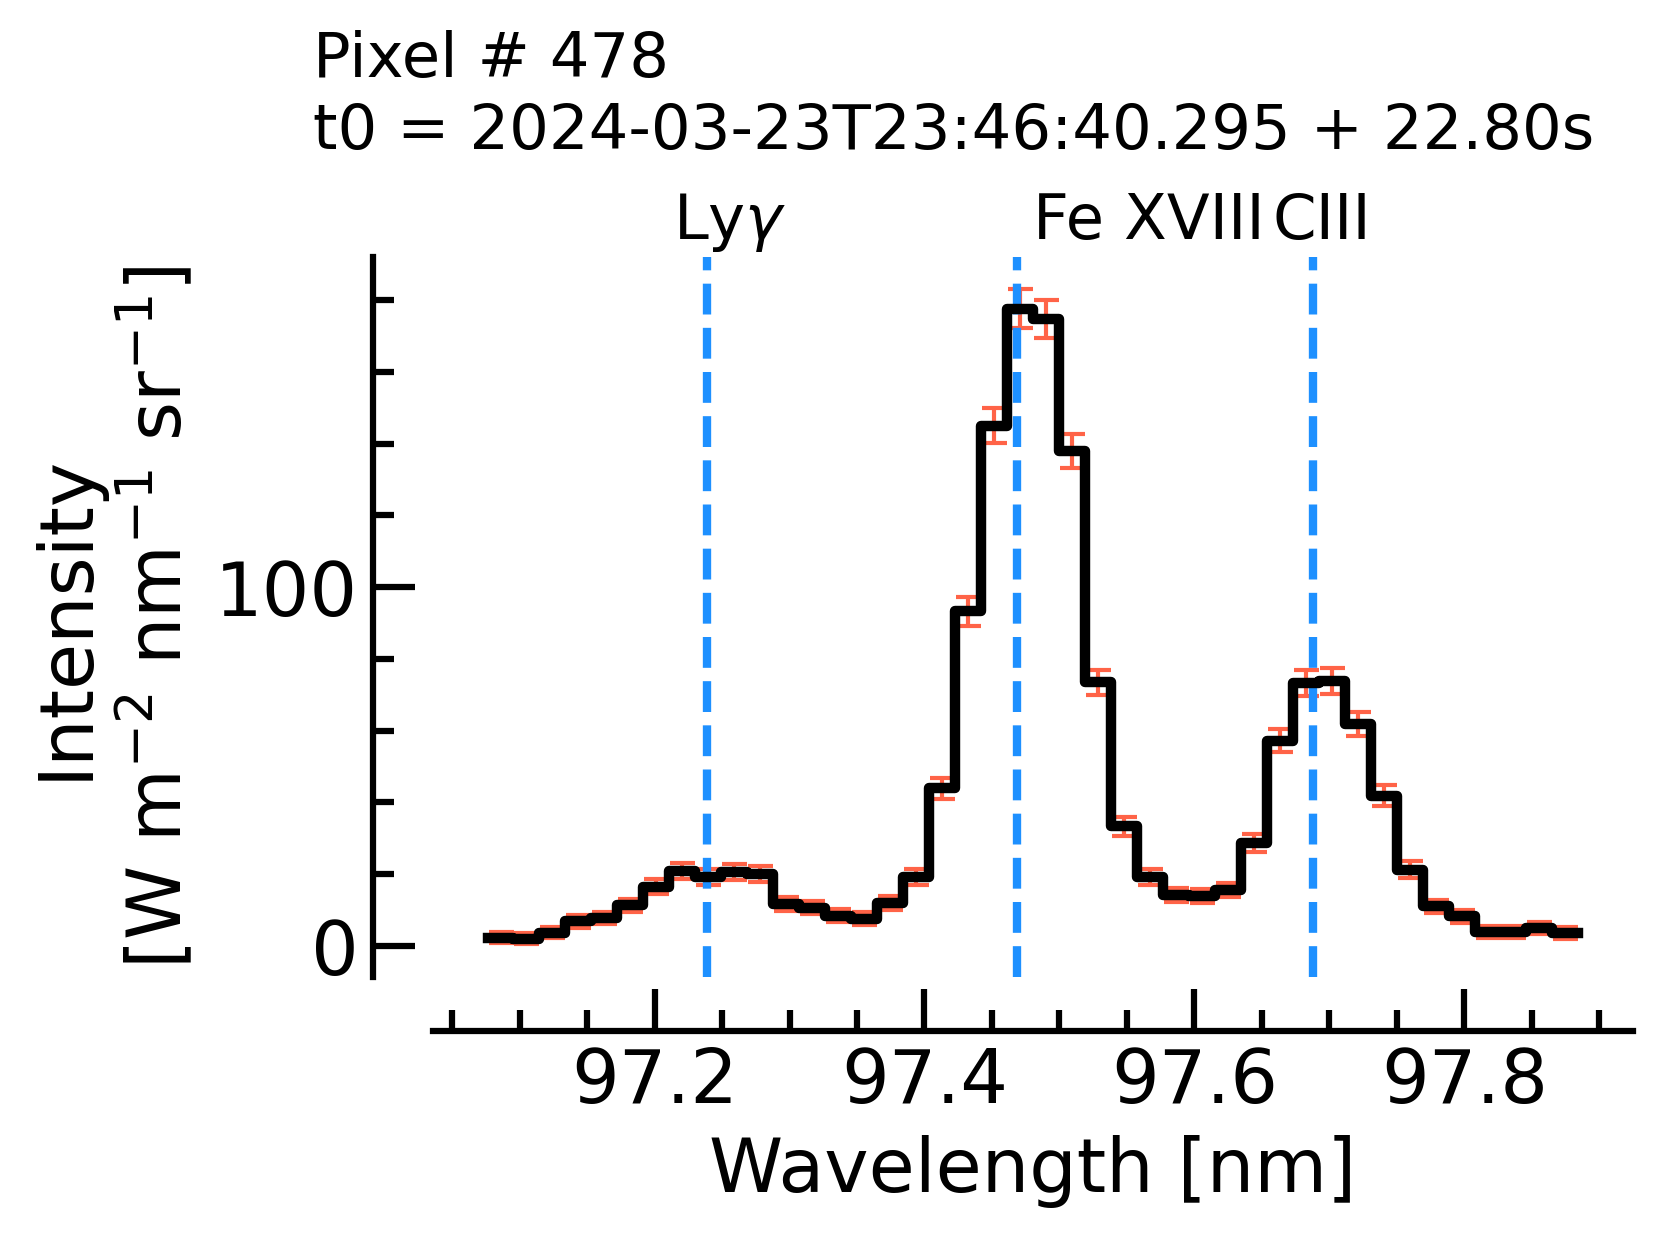 Pixel # 478
t0 = 2024-03-23T23:46:40.295 + 22.80s
Lyγ Fe XVIII CIII
Intensity
[W m⁻² nm⁻¹ sr⁻¹]
100
0
97.2 97.4 97.6 97.8
Wavelength [nm]